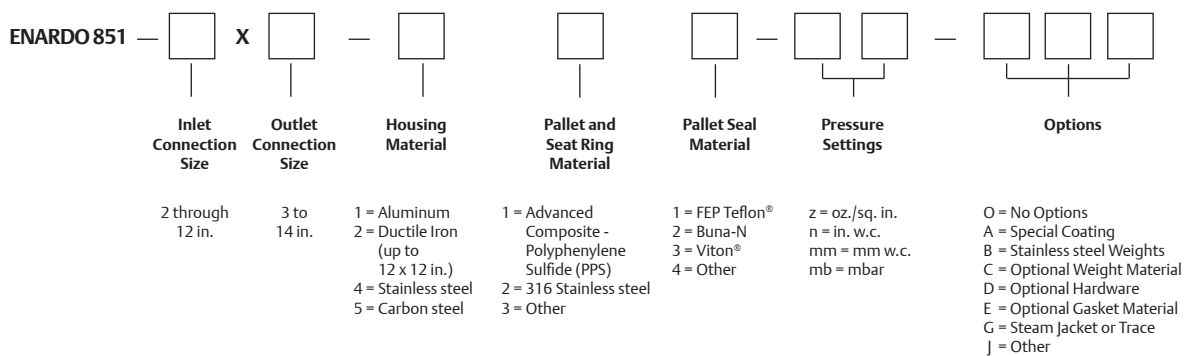 ENARDO 851 — X — — —
Inlet Connection Size
Outlet Connection Size
Housing Material
Pallet and Seat Ring Material
Pallet Seal Material
Pressure Settings
Options
2 through
12 in.
3 to
14 in.
1 = Aluminum
2 = Ductile Iron
(up to
12 x 12 in.)
4 = Stainless steel
5 = Carbon steel
1 = Advanced
Composite -
Polyphenylene
Sulfide (PPS)
2 = 316 Stainless steel
3 = Other
1 = FEP Teflon®
2 = Buna-N
3 = Viton®
4 = Other
z = oz./sq. in.
n = in. w.c.
mm = mm w.c.
mb = mbar
O = No Options
A = Special Coating
B = Stainless steel Weights
C = Optional Weight Material
D = Optional Hardware
E = Optional Gasket Material
G = Steam Jacket or Trace
J = Other